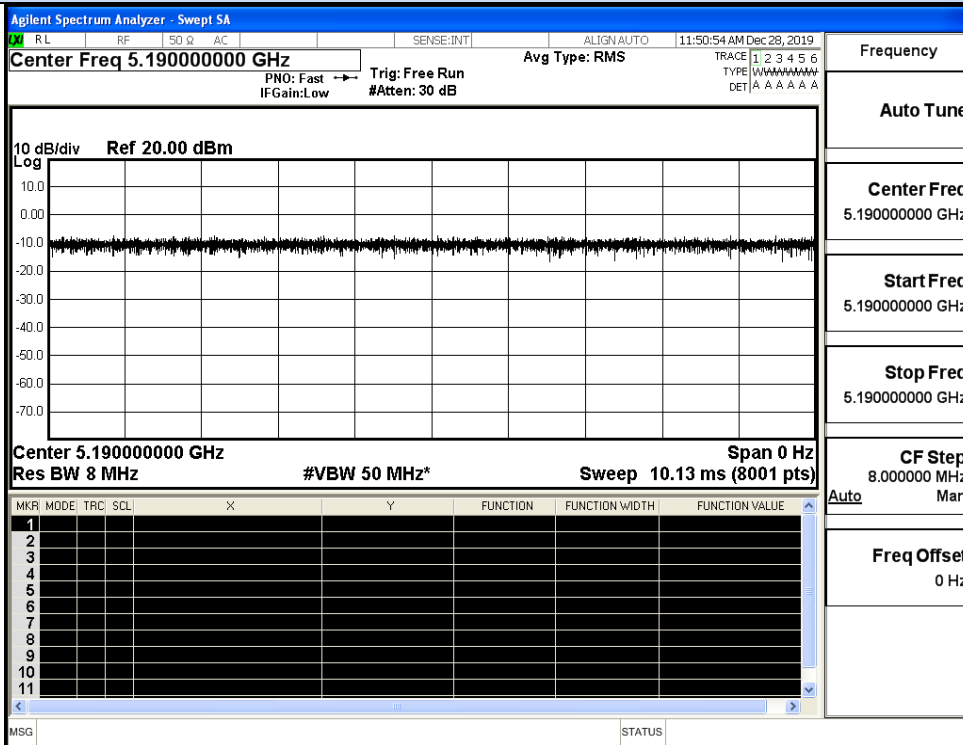 Agilent Spectrum Analyzer - Swept SA
LXI RL RF 50 Ω AC SENSE:INT ALIGN AUTO 11:50:54 AM Dec 28, 2019
Center Freq 5.190000000 GHz Avg Type: RMS TRACE 1 2 3 4 5 6
PNO: Fast Trig: Free Run TYPE WWWWWW
IFGain:Low #Atten: 30 dB DET A A A A A A
10 dB/div Ref 20.00 dBm
Log
10.0
0.00
-10.0
-20.0
-30.0
-40.0
-50.0
-60.0
-70.0
Center 5.190000000 GHz Span 0 Hz
Res BW 8 MHz #VBW 50 MHz* Sweep 10.13 ms (8001 pts)
MKR MODE TRC SCL X Y FUNCTION FUNCTION WIDTH FUNCTION VALUE
1
2
3
4
5
6
7
8
9
10
11
MSG STATUS
Frequency
Auto Tune
Center Freq
5.190000000 GHz
Start Freq
5.190000000 GHz
Stop Freq
5.190000000 GHz
CF Step
8.000000 MHz
Auto Man
Freq Offset
0 Hz